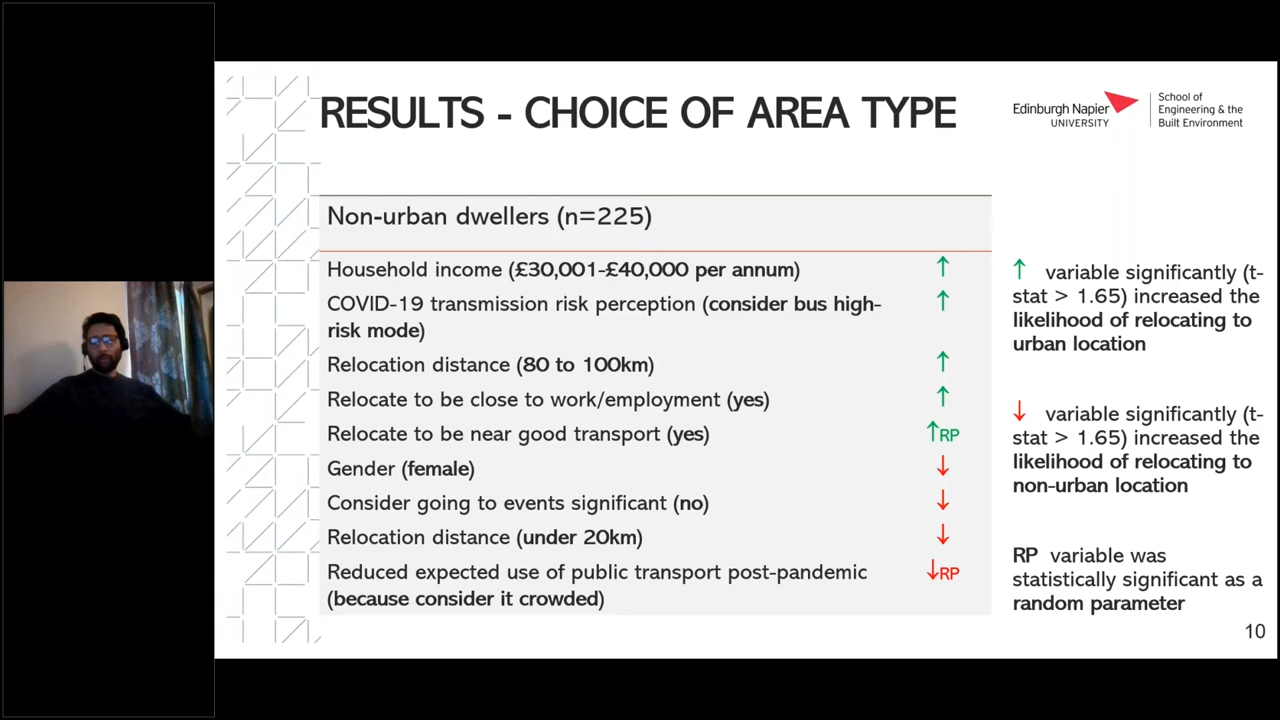 RESULTS - CHOICE OF AREA TYPE
Edinburgh Napier
UNIVERSITY
School of
Engineering & the
Built Environment
Non-urban dwellers (n=225)
Household income (£30,001-£40,000 per annum) ↑
COVID-19 transmission risk perception (consider bus high-
risk mode) ↑
Relocation distance (80 to 100km) ↑
Relocate to be close to work/employment (yes) ↑
Relocate to be near good transport (yes) ↑RP
Gender (female) ↓
Consider going to events significant (no) ↓
Relocation distance (under 20km) ↓
Reduced expected use of public transport post-pandemic ↓RP
(because consider it crowded)
↑ variable significantly (t-
stat > 1.65) increased the
likelihood of relocating to
urban location
↓ variable significantly (t-
stat > 1.65) increased the
likelihood of relocating to
non-urban location
RP variable was
statistically significant as a
random parameter
10